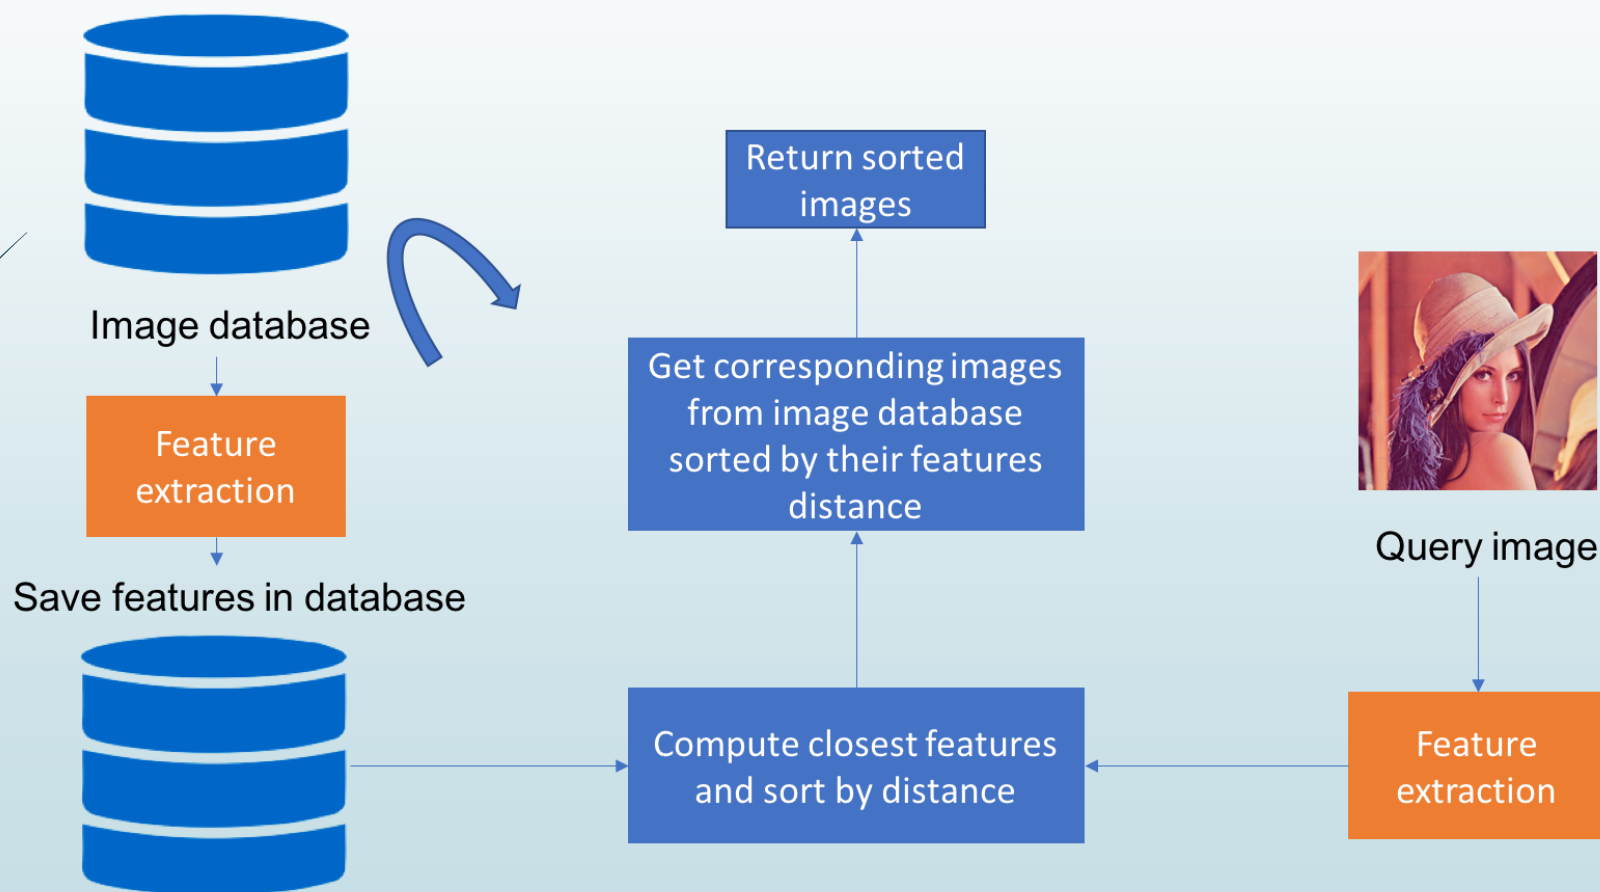 Image database
Feature
extraction
Save features in database
Return sorted
images
Get corresponding images
from image database
sorted by their features
distance
Compute closest features
and sort by distance
Query image
Feature
extraction